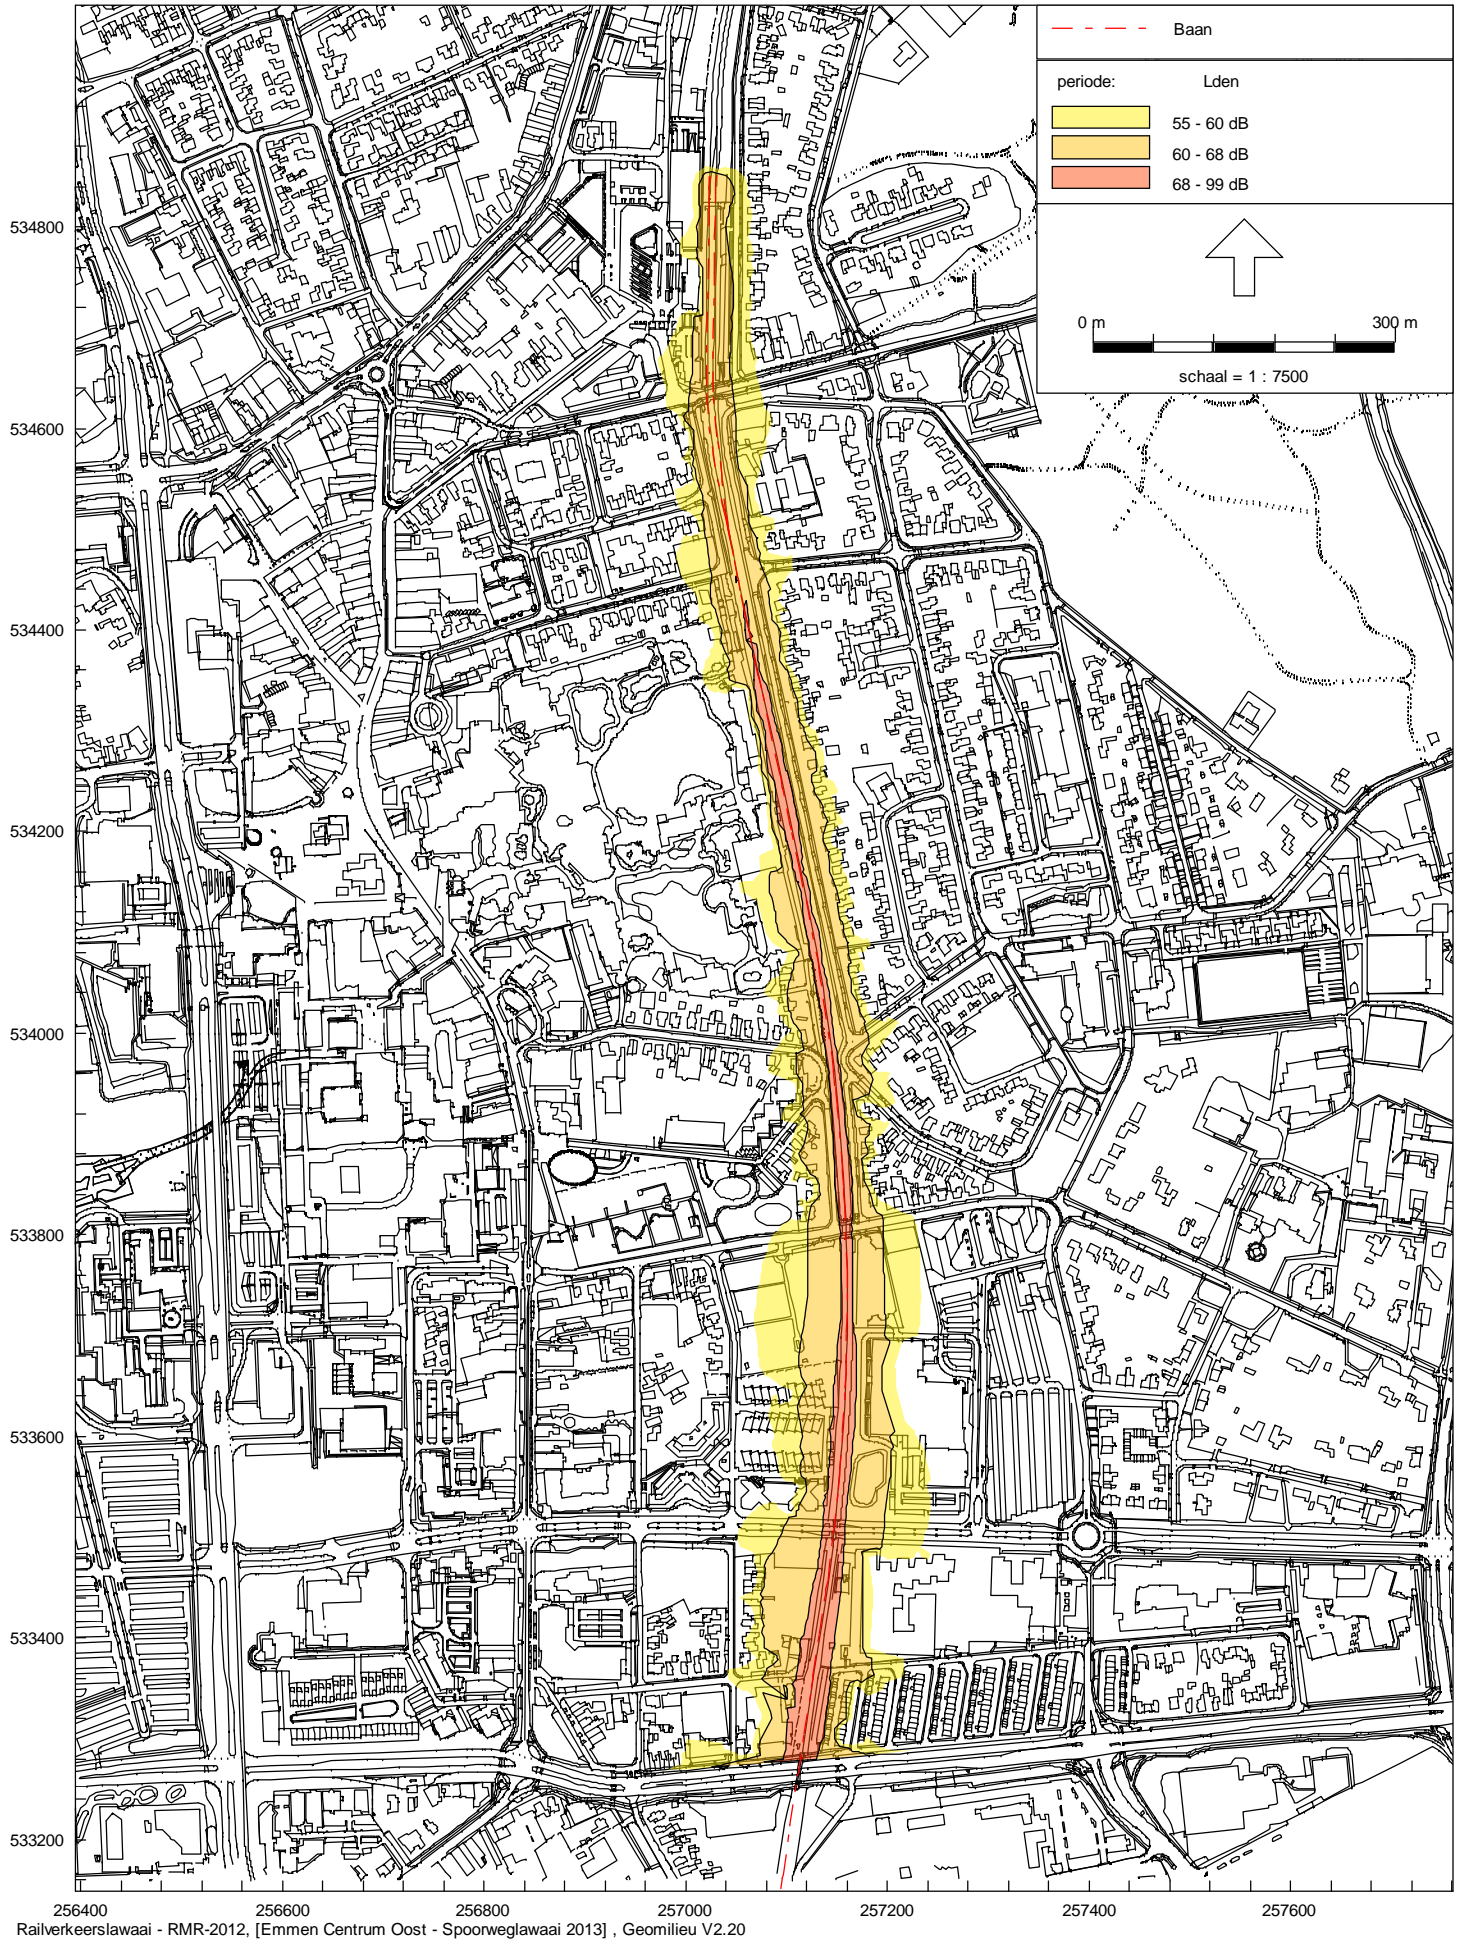 Baan
periode: Lden
55 - 60 dB
60 - 68 dB
68 - 99 dB
0 m 300 m
schaal = 1 : 7500
534800
534600
534400
534200
534000
533800
533600
533400
533200
256400 256600 256800 257000 257200 257400 257600
Railverkeerslawaai - RMR-2012, [Emmen Centrum Oost - Spoorweglawaai 2013] , Geomilieu V2.20